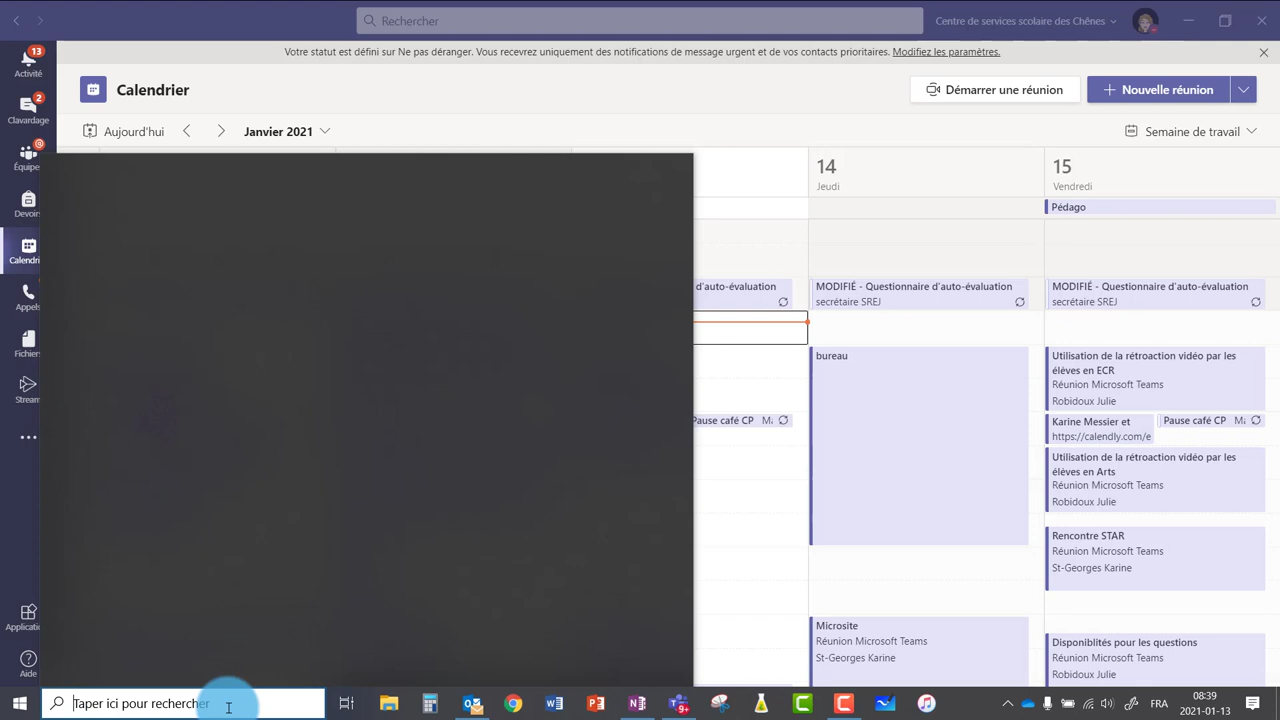 Rechercher
Centre de services scolaire des Chênes
Votre statut est défini sur Ne pas déranger. Vous recevrez uniquement des notifications de message urgent et de vos contacts prioritaires. Modifiez les paramètres.
13
Activité
2
Clavardage
Équipe
Devoirs
Calendrie
Appels
Fichiers
Stream
Applicatio
Aide
Calendrier
Démarrer une réunion
Nouvelle réunion
Aujourd'hui
Janvier 2021
Semaine de travail
14
Jeudi
15
Vendredi
Pédago
d'auto-évaluation
MODIFIÉ - Questionnaire d'auto-évaluation
secrétaire SREJ
MODIFIÉ - Questionnaire d'auto-évaluation
secrétaire SREJ
bureau
Utilisation de la rétroaction vidéo par les
élèves en ECR
Réunion Microsoft Teams
Robidoux Julie
Pause café CP
Karine Messier et
https://calendly.com/e
Pause café CP
Utilisation de la rétroaction vidéo par les
élèves en Arts
Réunion Microsoft Teams
Robidoux Julie
Rencontre STAR
Réunion Microsoft Teams
St-Georges Karine
Microsite
Réunion Microsoft Teams
St-Georges Karine
Disponiblités pour les questions
Réunion Microsoft Teams
Robidoux Julie
Taper ici pour rechercher
FRA
08:39
2021-01-13